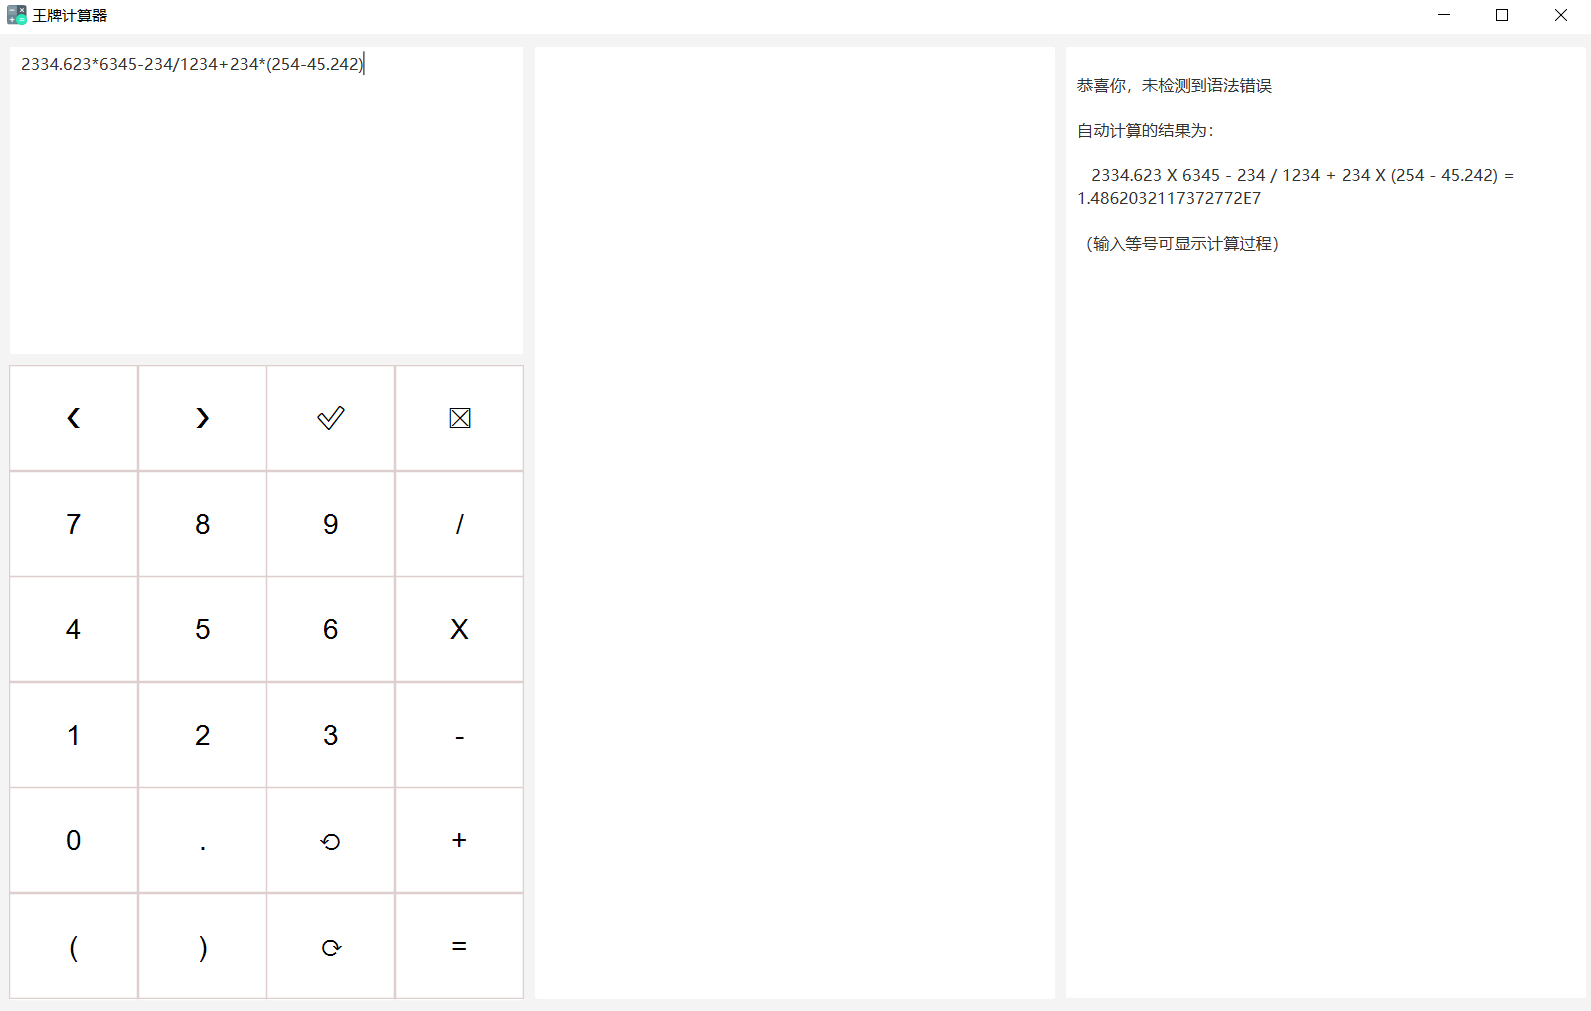 王牌计算器
2334.623*6345-234/1234+234*(254-45.242)
7 8 9 /
4 5 6 X
1 2 3 -
0 . +
( ) =
恭喜你，未检测到语法错误
自动计算的结果为：
2334.623 X 6345 - 234 / 1234 + 234 X (254 - 45.242) =
1.4862032117372772E7
（输入等号可显示计算过程）